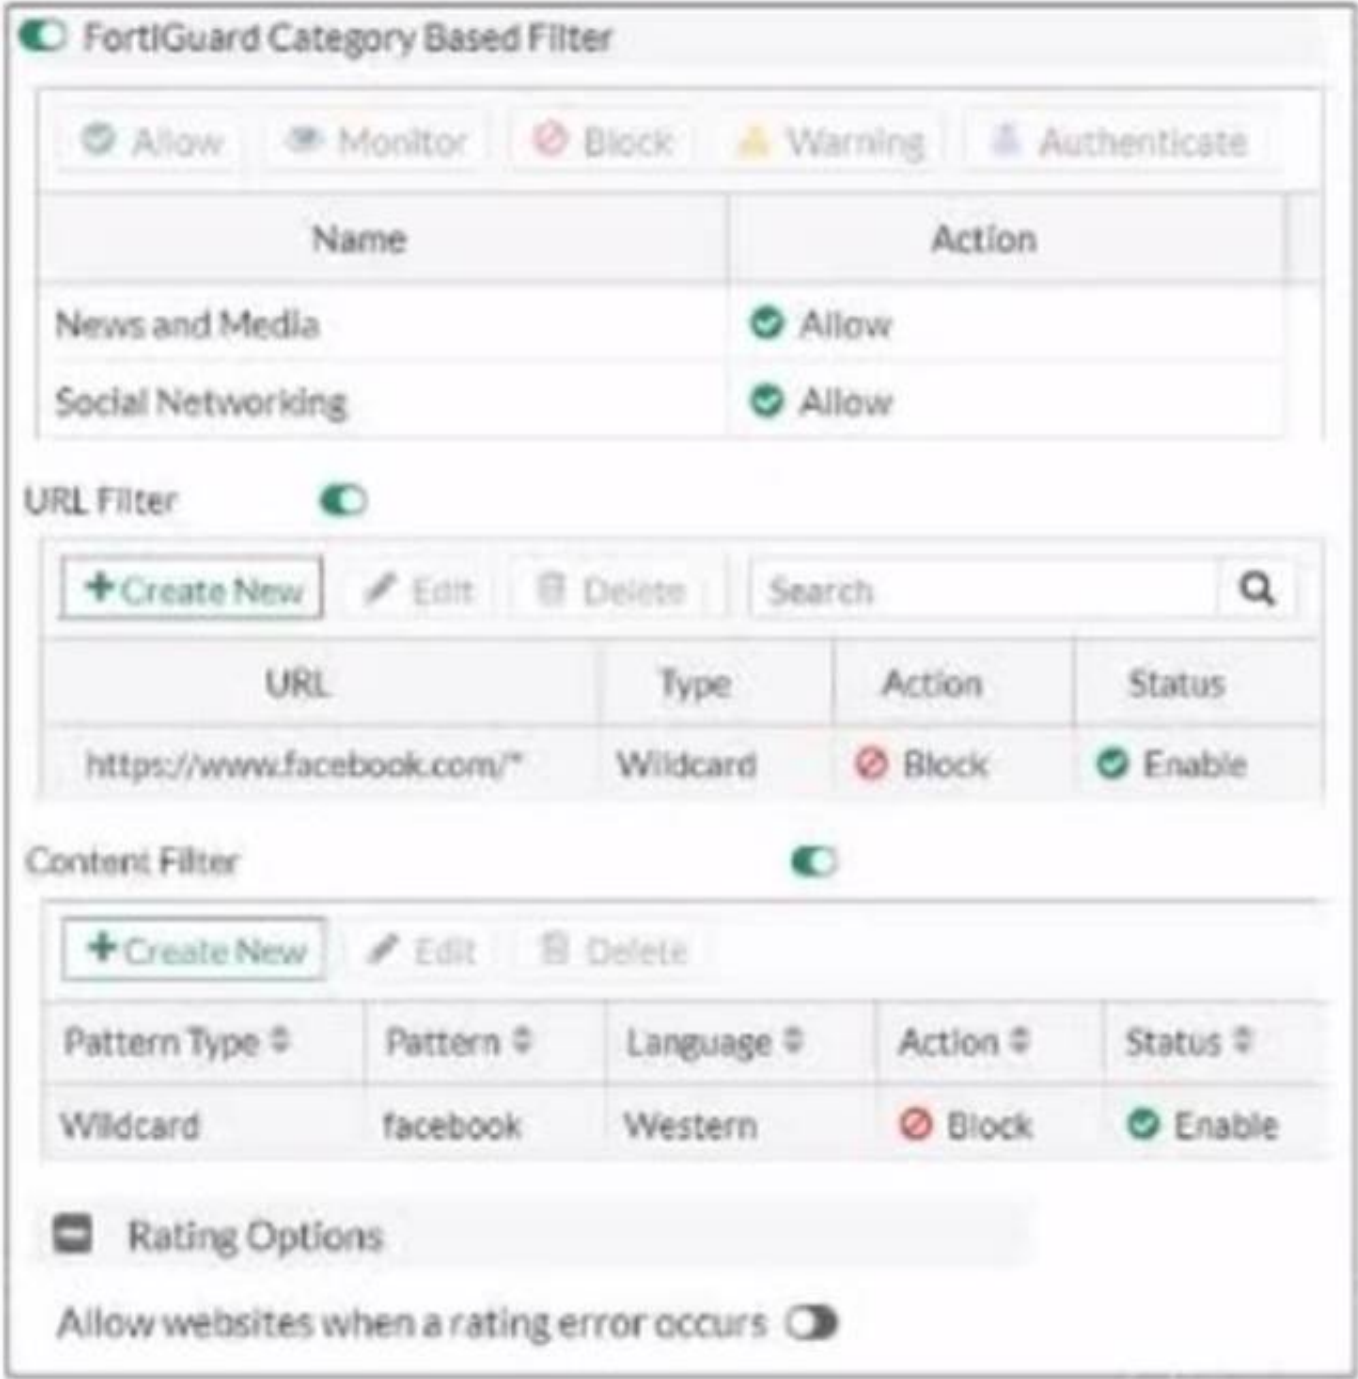 FortiGuard Category Based Filter
Allow Monitor Block Warning Authenticate
Name Action
News and Media Allow
Social Networking Allow
URL Filter
Create New Edit Delete Search
URL Type Action Status
https://www.facebook.com/* Wildcard Block Enable
Content Filter
Create New Edit Delete
Pattern Type Pattern Language Action Status
Wildcard facebook Western Block Enable
Rating Options
Allow websites when a rating error occurs